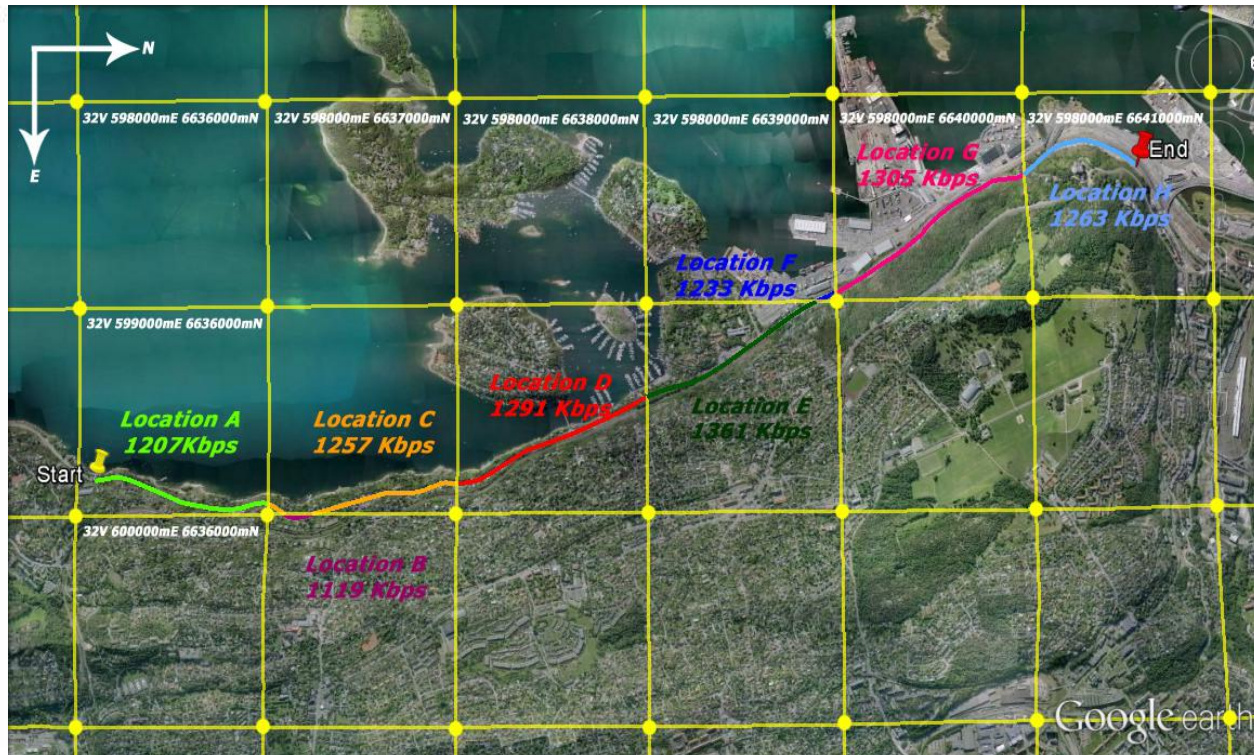 N
E
32V 598000mE 6636000mN
32V 598000mE 6637000mN
32V 598000mE 6638000mN
32V 598000mE 6639000mN
32V 598000mE 6640000mN
32V 598000mE 6641000mN
Location G
1305 Kbps
End
Location H
1263 Kbps
Location F
1233 Kbps
32V 599000mE 6636000mN
Location D
1291 Kbps
Location E
1361 Kbps
Location A
1207Kbps
Location C
1257 Kbps
Start
32V 600000mE 6636000mN
Location B
1119 Kbps
Google earth
6